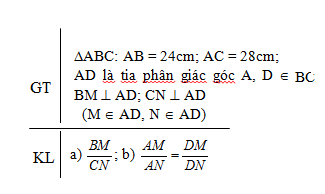 ΔABC: AB = 24cm; AC = 28cm;
AD là tia phân giác góc A, D ∈ BC
GT BM ⊥ AD; CN ⊥ AD
(M ∈ AD, N ∈ AD)
KL a) BM/CN; b) AM/AN = DM/DN